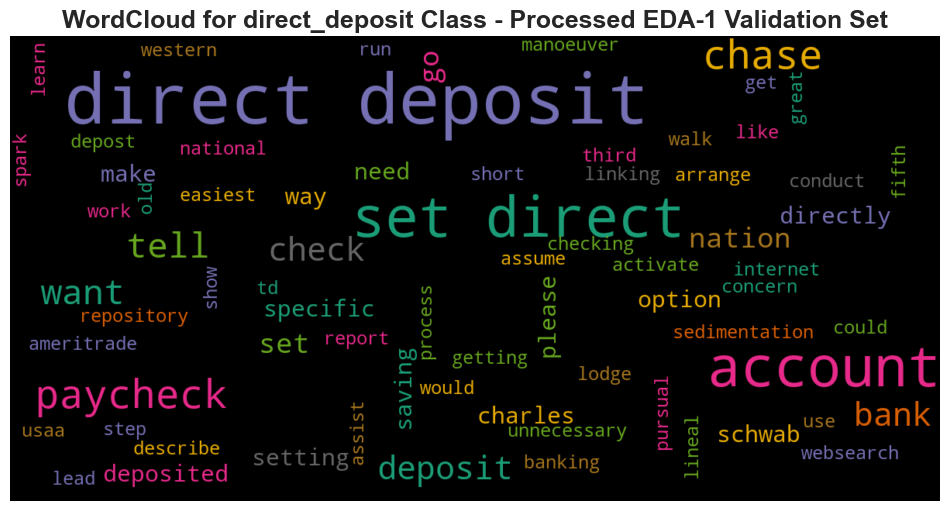 WordCloud for direct_deposit Class - Processed EDA-1 Validation Set
learn
western
run
manoeuver
go
chase
direct deposit
get
great
spark
depost
national
walk
like
third
make
old
easiest
way
need
short
linking
arrange
conduct
fifth
work
set direct
directly
tell
check
checking
nation
assume
activate
internet
concern
want
show
td
specific
process
please
option
repository
ameritrade
set
report
getting
sedimentation
could
account
paycheck
saving
would
lodge
charles
pursual
bank
usaa
step
assist
unnecessary
lineal
schwab
use
describe
setting
deposit
banking
websearch
lead
deposited